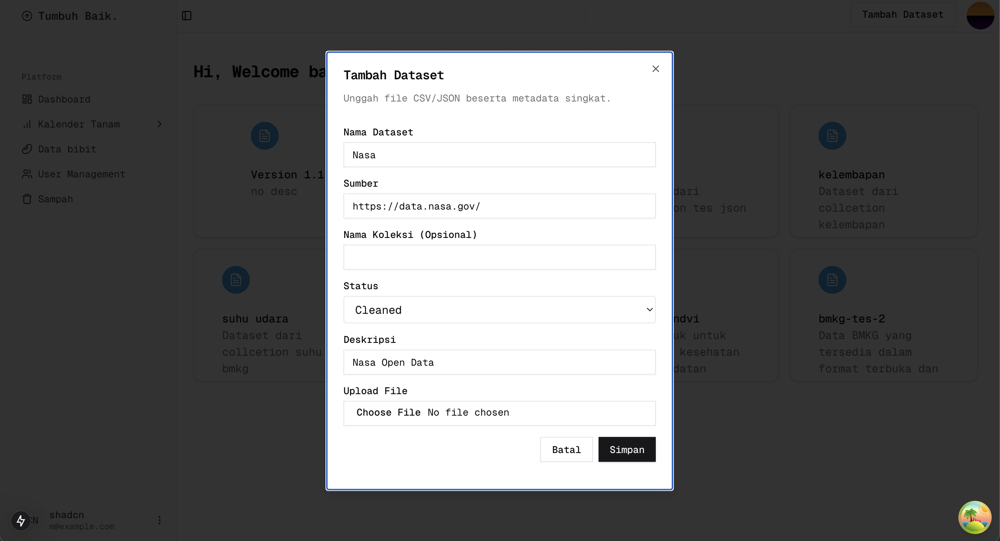 Tumbuh Baik.
Tambah Dataset
Platform
Dashboard
Kalender Tanam
Data bibit
User Management
Sampah
Hi, Welcome ba
Version 1.1
no desc
dari
on tes json
kelembapan
Dataset dari
collcetion
kelembapan
suhu udara
Dataset dari
collcetion suhu
bmkg
ndvi
uk untuk
kesehatan
datan
bmkg-tes-2
Data BMKG yang
tersedia dalam
format terbuka dan
Tambah Dataset
Unggah file CSV/JSON beserta metadata singkat.
Nama Dataset
Nasa
Sumber
https://data.nasa.gov/
Nama Koleksi (Opsional)
Status
Cleaned
Deskripsi
Nasa Open Data
Upload File
Choose File No file chosen
Batal
Simpan
CN
shadcn
m@example.com